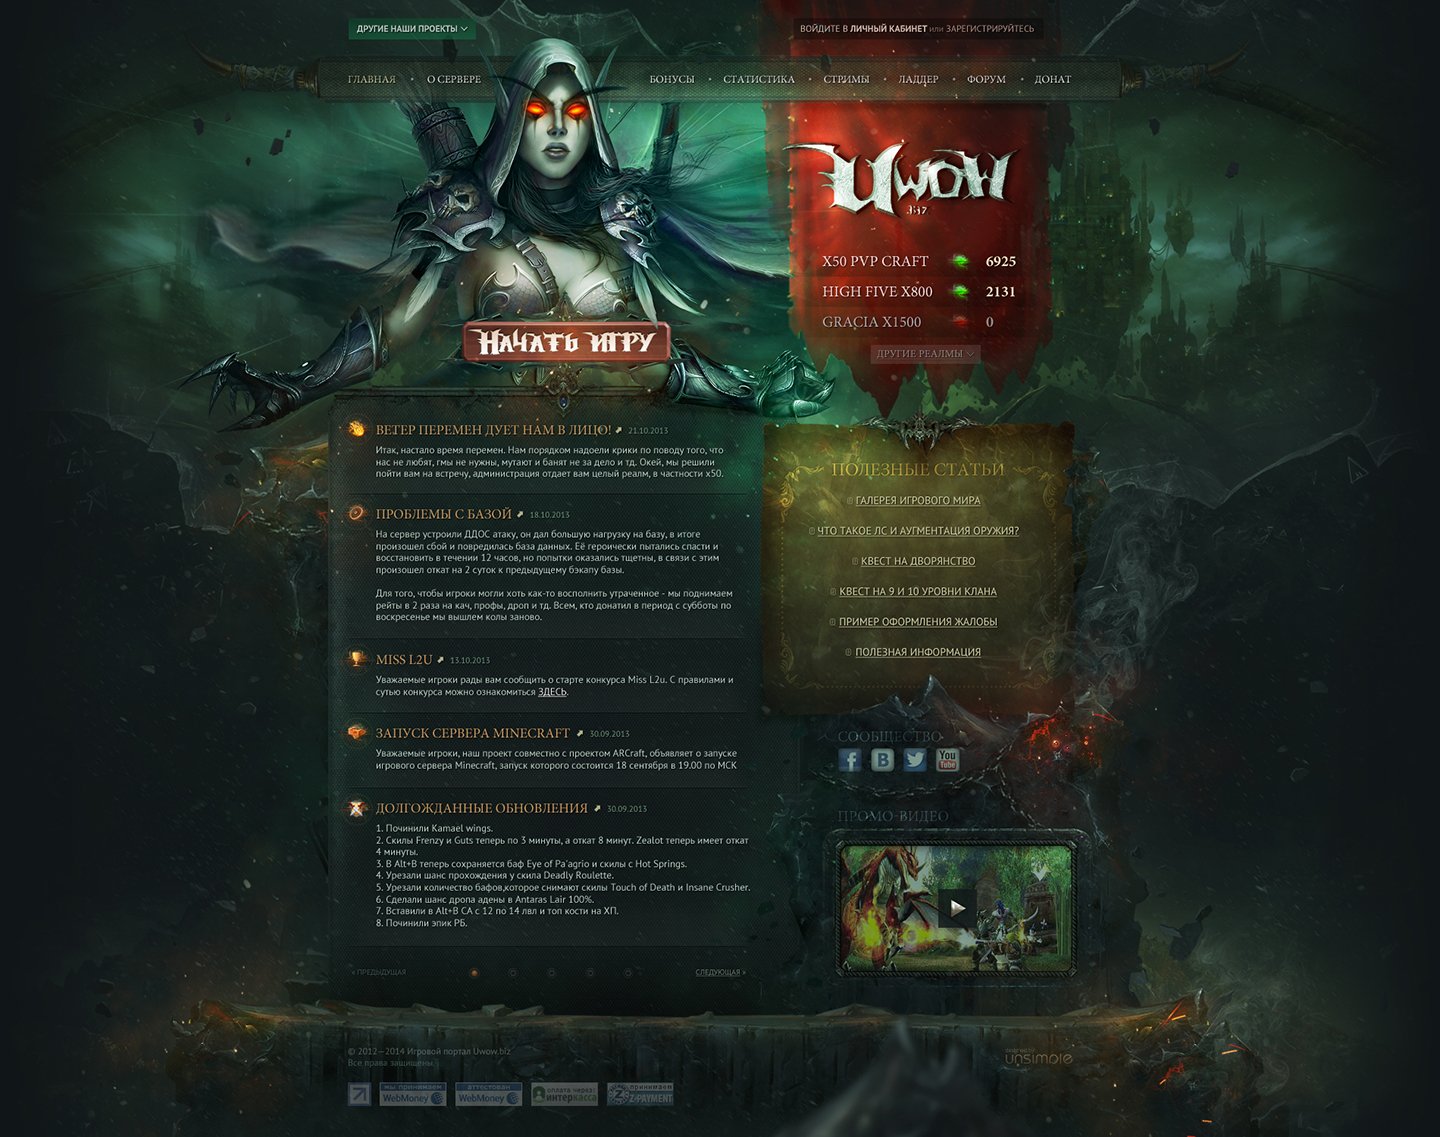 ДРУГИЕ НАШИ ПРОЕКТЫ
ВОЙДИТЕ В ЛИЧНЫЙ КАБИНЕТ или ЗАРЕГИСТРИРУЙТЕСЬ
ГЛАВНАЯ • О СЕРВЕРЕ
БОНУСЫ • СТАТИСТИКА • СТРИМЫ • ЛАДДЕР • ФОРУМ • ДОНАТ
UWOW
.biz
X50 PVP CRAFT 6925
HIGH FIVE X800 2131
GRACIA X1500 0
ДРУГИЕ РЕАЛМЫ
НАЧАТЬ ИГРУ
ВЕТЕР ПЕРЕМЕН ДУЕТ НАМ В ЛИЦО! 21.10.2013
Итак, настало время перемен. Нам порядком надоели крики по поводу того, что
нас не любят, гмы не нужны, мутают и банят не за дело и тд. Окей, мы решили
пойти вам на встречу, администрация отдает вам целый реалм, в частности x50.
ПРОБЛЕМЫ С БАЗОЙ 18.10.2013
На сервер устроили ДДОС атаку, он дал большую нагрузку на базу, в итоге
произошел сбой и повредилась база данных. Её героически пытались спасти и
восстановить в течении 12 часов, но попытки оказались тщетны, в связи с этим
произошел откат на 2 суток к предыдущему бэкапу базы.
Для того, чтобы игроки могли хоть как-то восполнить утраченное - мы поднимаем
рейты в 2 раза на кач, профы, дроп и тд. Всем, кто донатил в период с субботы по
воскресенье мы вышлем колы заново.
MISS L2U 13.10.2013
Уважаемые игроки рады вам сообщить о старте конкурса Miss L2u. С правилами и
сутью конкурса можно ознакомиться ЗДЕСЬ.
ЗАПУСК СЕРВЕРА MINECRAFT 30.09.2013
Уважаемые игроки, наш проект совместно с проектом ARCraft, объявляет о запуске
игрового сервера Minecraft, запуск которого состоится 18 сентября в 19.00 по МСК
ДОЛГОЖДАННЫЕ ОБНОВЛЕНИЯ 30.09.2013
1. Починили Kamael wings.
2. Скилы Frenzy и Guts теперь по 3 минуты, а откат 8 минут. Zealot теперь имеет откат
4 минуты.
3. В Alt+B теперь сохраняется баф Eye of Pa'agrio и скилы с Hot Springs.
4. Урезали шанс прохождения у скила Deadly Roulette.
5. Урезали количество бафов,которое снимают скилы Touch of Death и Insane Crusher.
6. Сделали шанс дропа адены в Antaras Lair 100%.
7. Вставили в Alt+B СА с 12 по 14 лвл и топ кости на ХП.
8. Починили эпик РБ.
« ПРЕДЫДУЩАЯ
СЛЕДУЮЩАЯ »
ПОЛЕЗНЫЕ СТАТЬИ
ГАЛЕРЕЯ ИГРОВОГО МИРА
ЧТО ТАКОЕ ЛС И АУГМЕНТАЦИЯ ОРУЖИЯ?
КВЕСТ НА ДВОРЯНСТВО
КВЕСТ НА 9 И 10 УРОВНИ КЛАНА
ПРИМЕР ОФОРМЛЕНИЯ ЖАЛОБЫ
ПОЛЕЗНАЯ ИНФОРМАЦИЯ
СООБЩЕСТВО
f B You Tube
ПРОМО-ВИДЕО
© 2012—2014 Игровой портал Uwow.biz
Все права защищены.
мы принимаем WebMoney
аттестован WebMoney
оплата через: интеркасса
принимаем Z-PAYMENT
unsimple